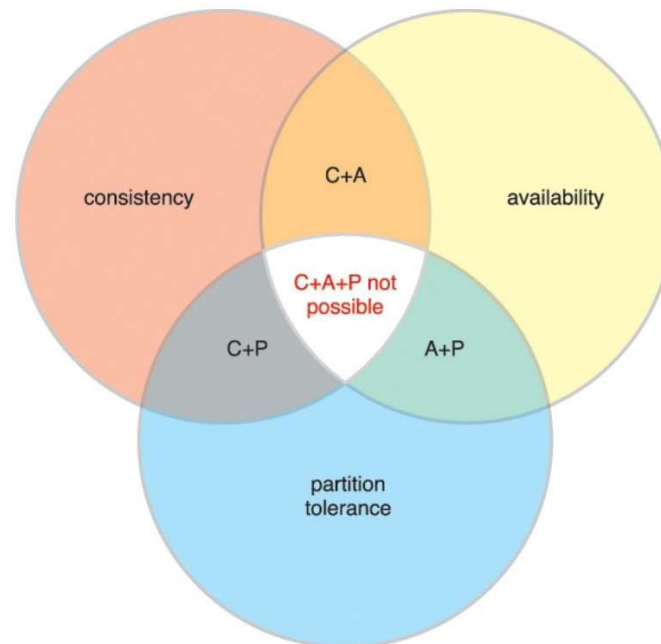 C+A
consistency
availability
C+A+P not
possible
C+P
A+P
partition
tolerance